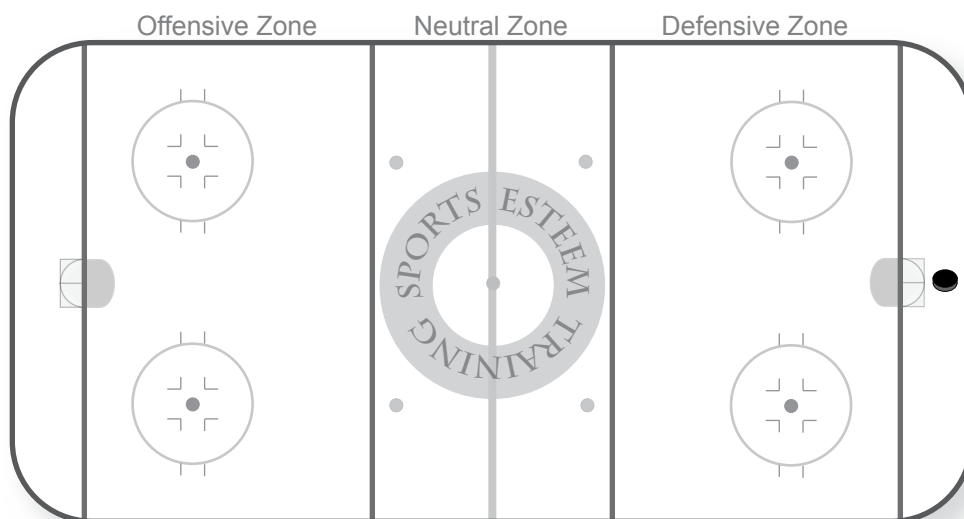 Offensive Zone
Neutral Zone
Defensive Zone
SPORTS ESTEEM
TRAINING